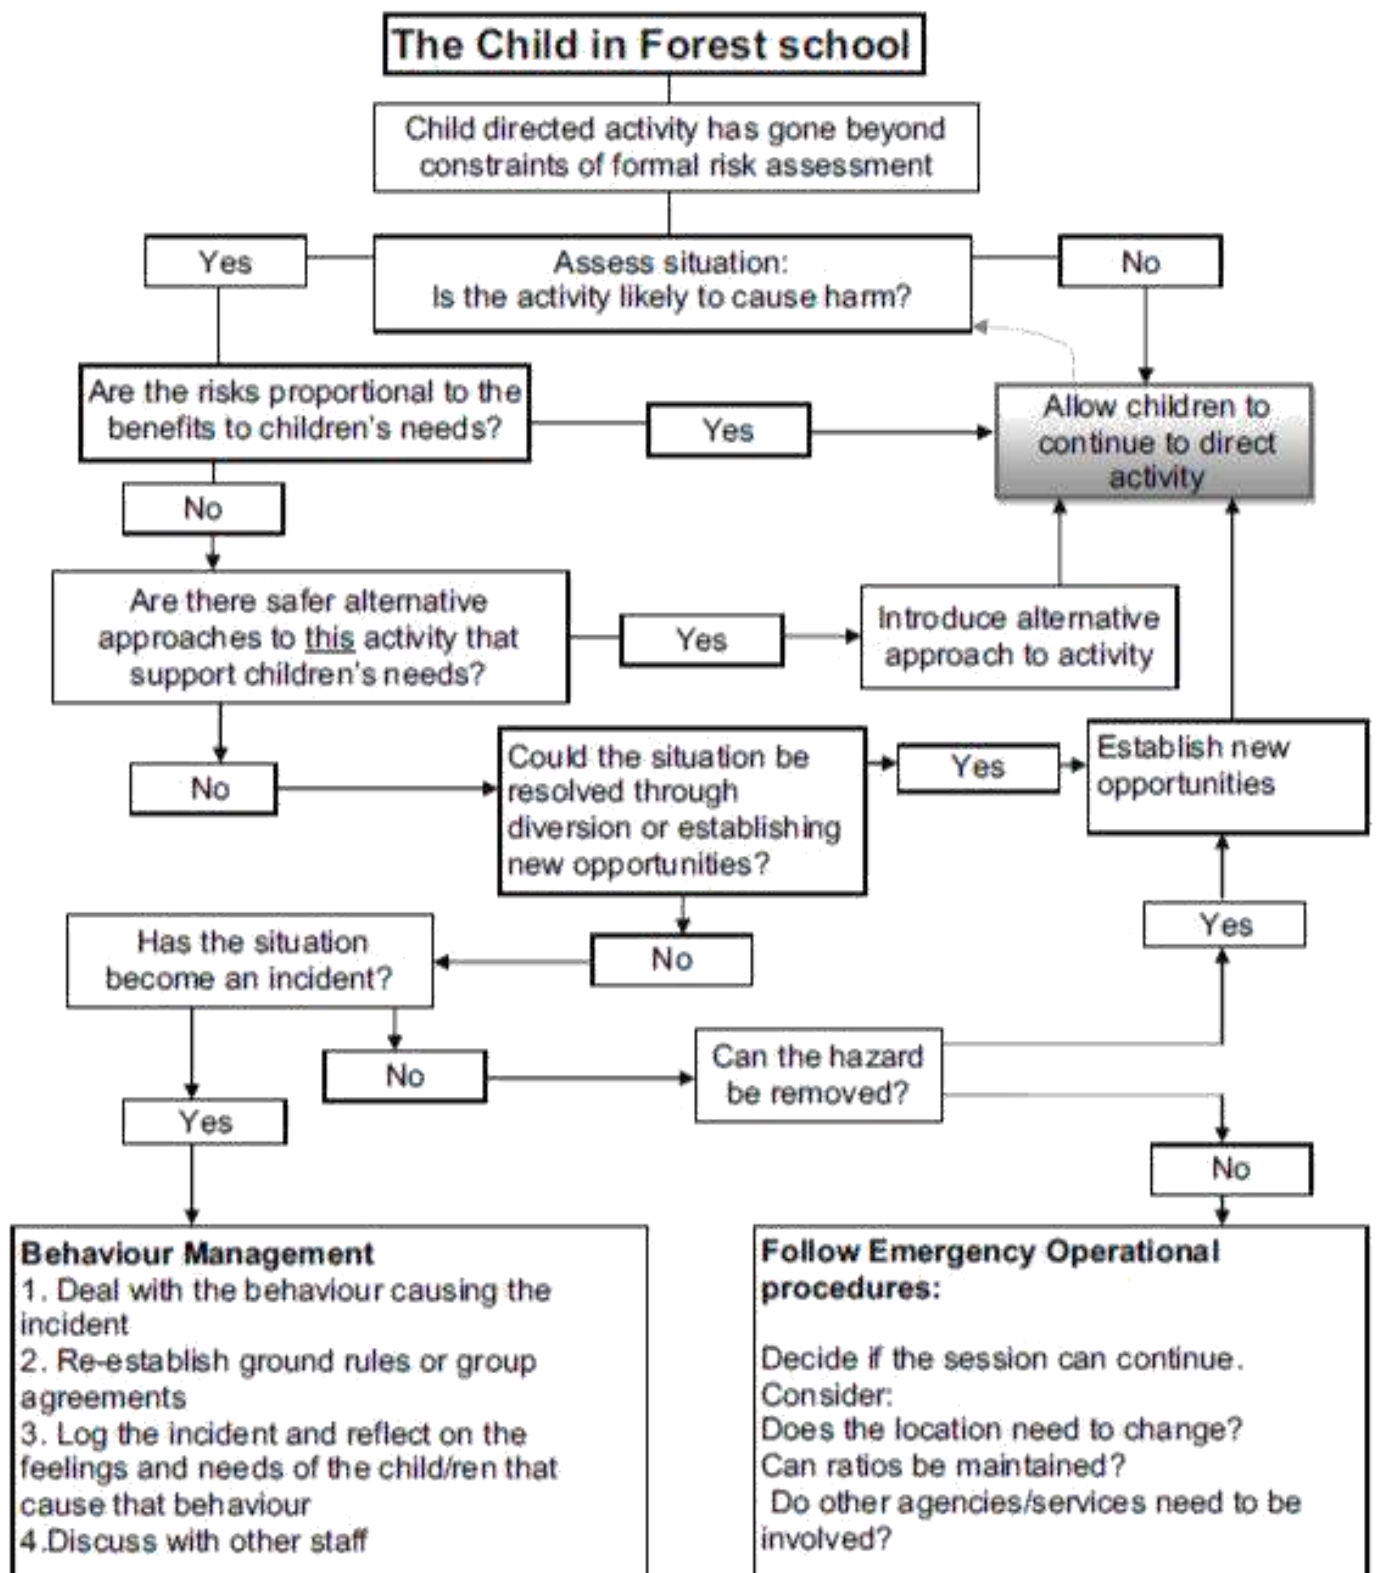 The Child in Forest school
Child directed activity has gone beyond
constraints of formal risk assessment
Yes
Assess situation:
Is the activity likely to cause harm?
No
Are the risks proportional to the
benefits to children's needs?
Yes
Allow children to
continue to direct
activity
No
Are there safer alternative
approaches to this activity that
support children's needs?
Yes
Introduce alternative
approach to activity
No
Could the situation be
resolved through
diversion or establishing
new opportunities?
Yes
Establish new
opportunities
Has the situation
become an incident?
No
Yes
No
Can the hazard
be removed?
Yes
No
Behaviour Management
1. Deal with the behaviour causing the
incident
2. Re-establish ground rules or group
agreements
3. Log the incident and reflect on the
feelings and needs of the child/ren that
cause that behaviour
4.Discuss with other staff
Follow Emergency Operational
procedures:
Decide if the session can continue.
Consider:
Does the location need to change?
Can ratios be maintained?
Do other agencies/services need to be
involved?